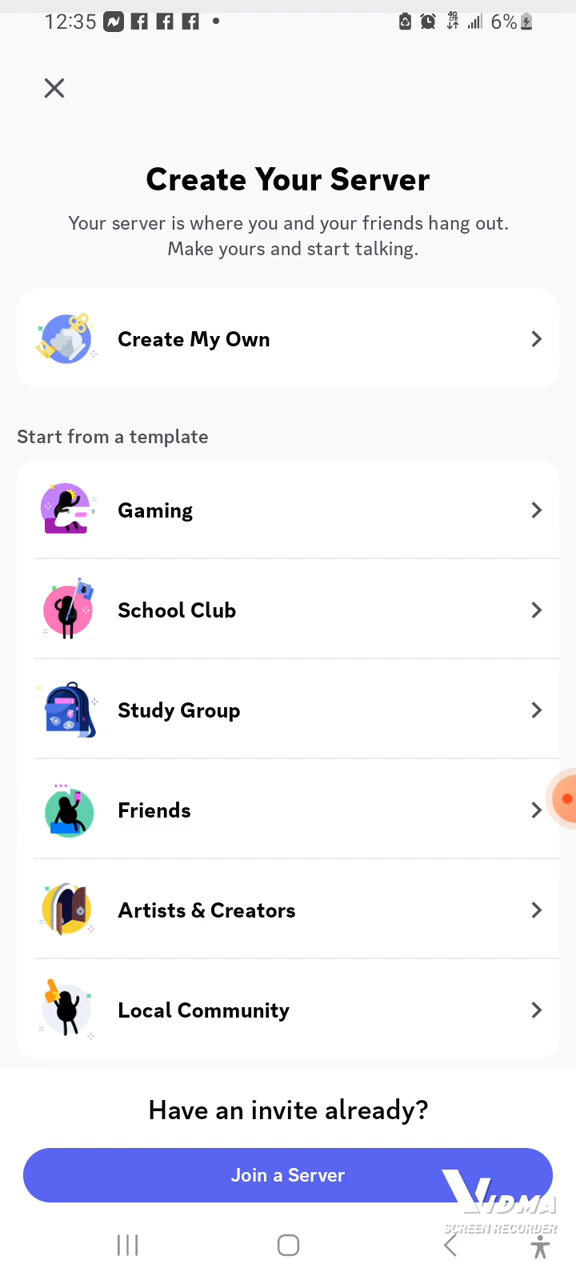 12:35
4G
6%
Create Your Server
Your server is where you and your friends hang out.
Make yours and start talking.
Create My Own
Start from a template
Gaming
School Club
Study Group
Friends
Artists & Creators
Local Community
Have an invite already?
Join a Server
VIDMA
SCREEN RECORDER